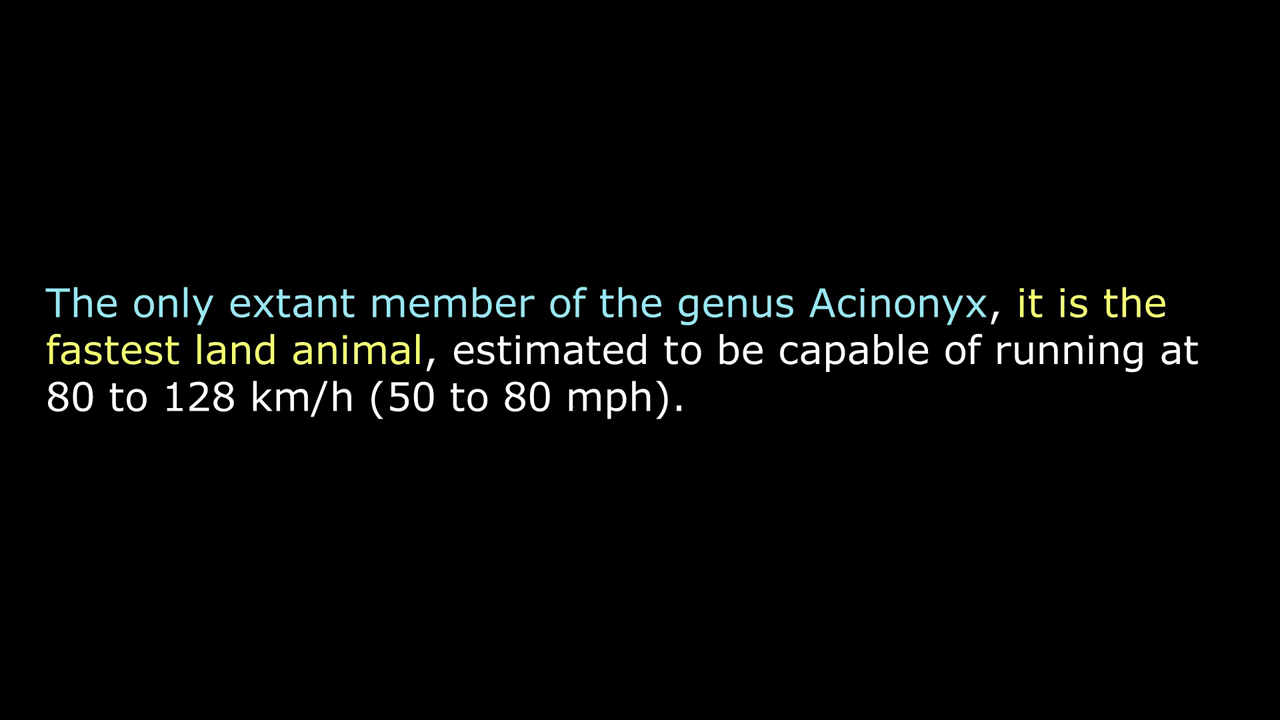 The only extant member of the genus Acinonyx, it is the
fastest land animal, estimated to be capable of running at
80 to 128 km/h (50 to 80 mph).